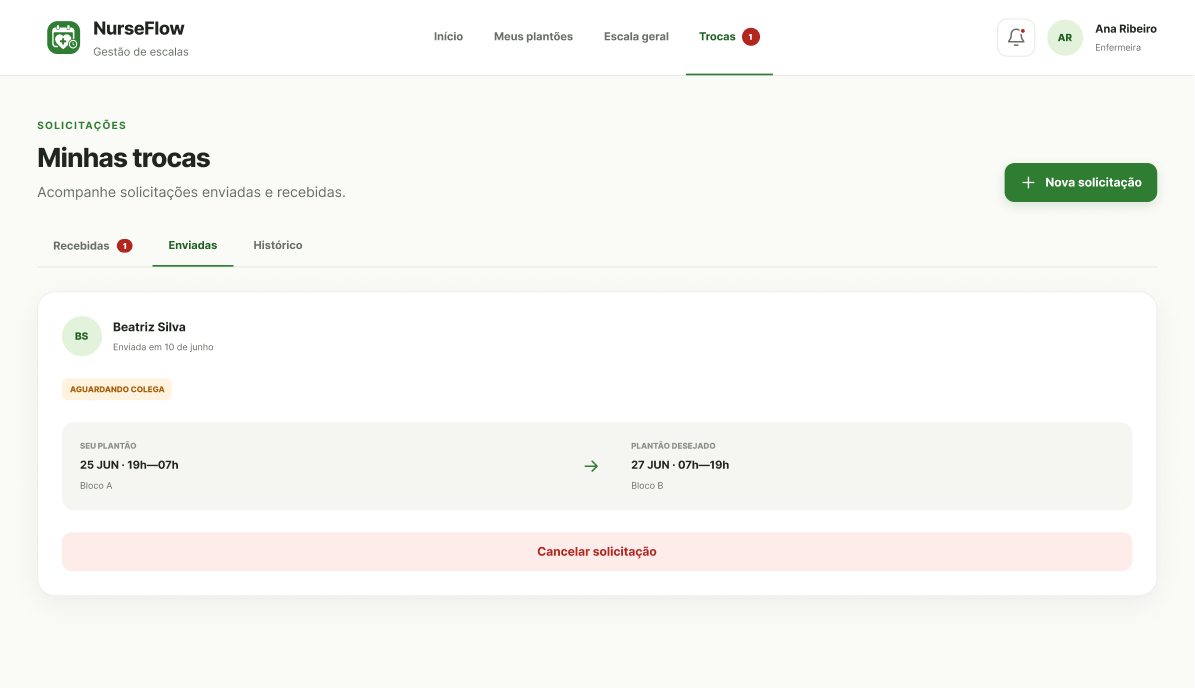 NurseFlow
Gestão de escalas
Início
Meus plantões
Escala geral
Trocas 1
AR
Ana Ribeiro
Enfermeira
SOLICITAÇÕES
Minhas trocas
Acompanhe solicitações enviadas e recebidas.
+ Nova solicitação
Recebidas 1
Enviadas
Histórico
BS
Beatriz Silva
Enviada em 10 de junho
AGUARDANDO COLEGA
SEU PLANTÃO
25 JUN · 19h—07h
Bloco A
→
PLANTÃO DESEJADO
27 JUN · 07h—19h
Bloco B
Cancelar solicitação